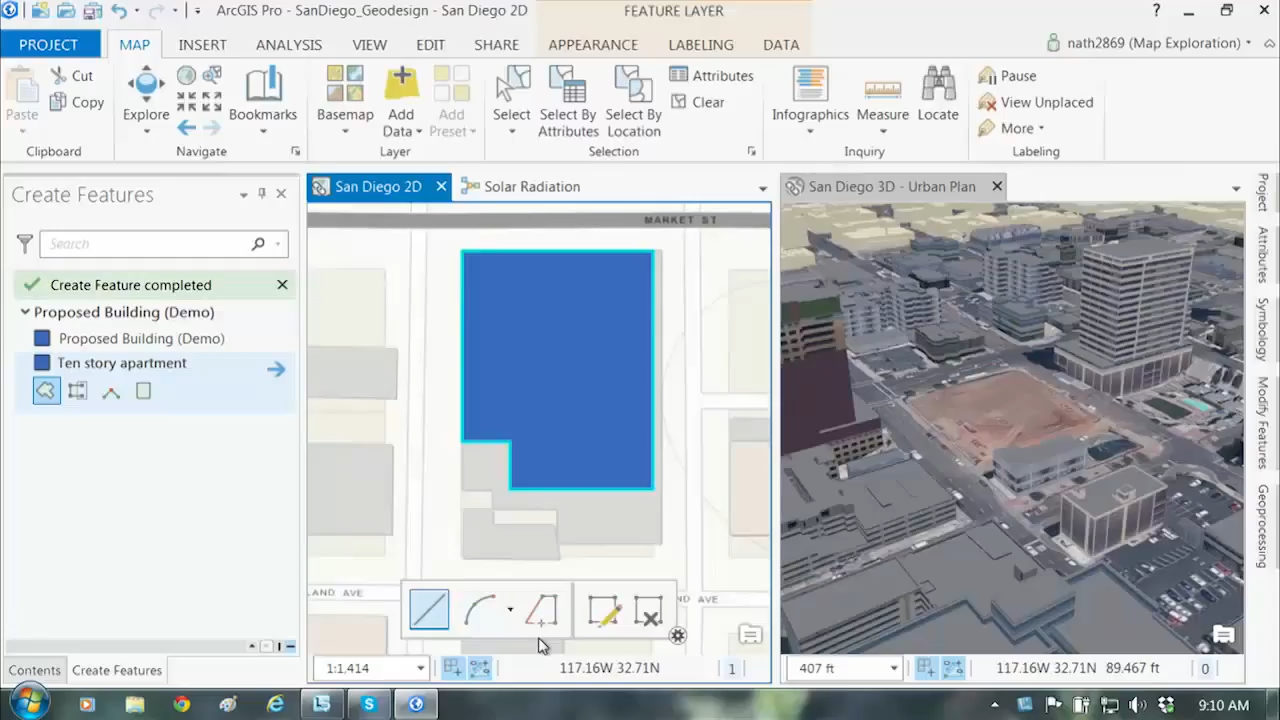 ArcGIS Pro - SanDiego_Geodesign - San Diego 2D
FEATURE LAYER
?
PROJECT
MAP
INSERT
ANALYSIS
VIEW
EDIT
SHARE
APPEARANCE
LABELING
DATA
nath2869 (Map Exploration)
Paste
Cut
Copy
Clipboard
Explore
Bookmarks
Navigate
Basemap
Add
Data
Add
Preset
Layer
Select
Select By
Attributes
Select By
Location
Attributes
Clear
Selection
Infographics
Measure
Locate
Inquiry
Pause
View Unplaced
More
Labeling
Create Features
Search
Create Feature completed
Proposed Building (Demo)
Proposed Building (Demo)
Ten story apartment
Contents
Create Features
San Diego 2D
Solar Radiation
MARKET ST
LAND AVE
ND AVE
1:1,414
117.16W 32.71N
1
San Diego 3D - Urban Plan
407 ft
117.16W 32.71N 89.467 ft
0
Project
Attributes
Symbology
Modify Features
Geoprocessing
9:10 AM